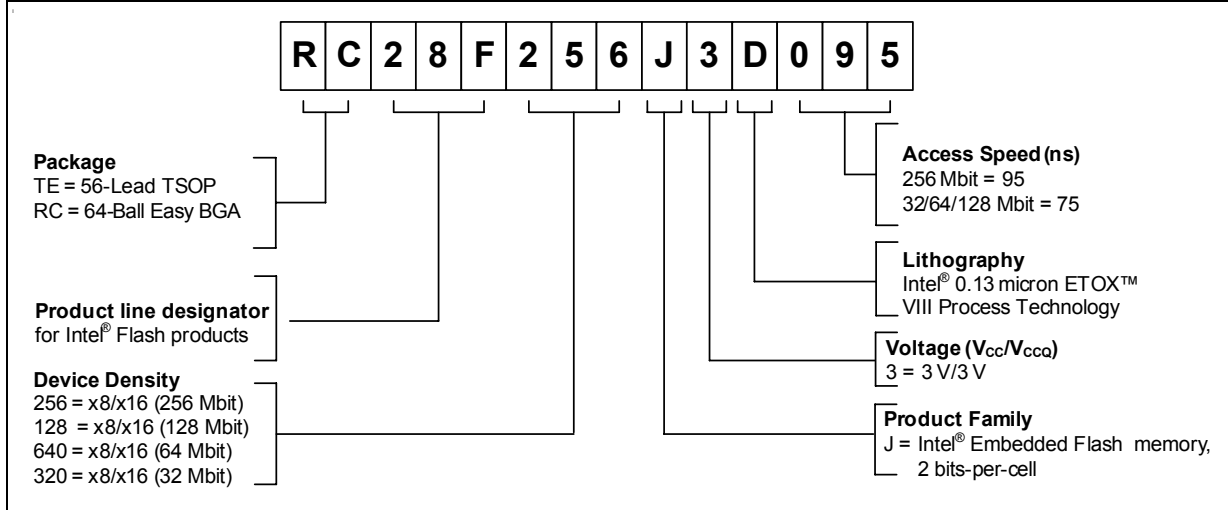 R C 2 8 F 2 5 6 J 3 D 0 9 5
Package
TE = 56-Lead TSOP
RC = 64-Ball Easy BGA
Product line designator
for Intel® Flash products
Device Density
256 = x8/x16 (256 Mbit)
128 = x8/x16 (128 Mbit)
640 = x8/x16 (64 Mbit)
320 = x8/x16 (32 Mbit)
Access Speed (ns)
256 Mbit = 95
32/64/128 Mbit = 75
Lithography
Intel® 0.13 micron ETOX™
VIII Process Technology
Voltage (VCC/VCCQ)
3 = 3 V/3 V
Product Family
J = Intel® Embedded Flash memory,
2 bits-per-cell